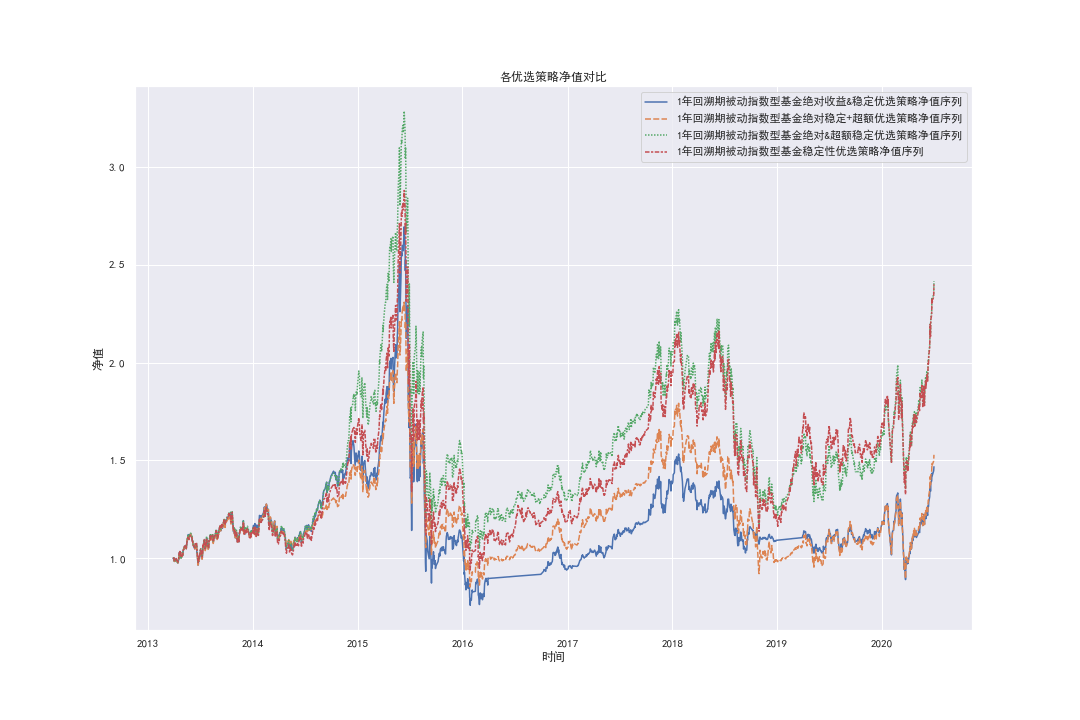 各优选策略净值对比
1年回溯期被动指数型基金绝对收益&稳定优选策略净值序列
1年回溯期被动指数型基金绝对稳定+超额优选策略净值序列
1年回溯期被动指数型基金绝对&超额稳定优选策略净值序列
1年回溯期被动指数型基金稳定性优选策略净值序列
净值
3.0
2.5
2.0
1.5
1.0
2013 2014 2015 2016 2017 2018 2019 2020
时间